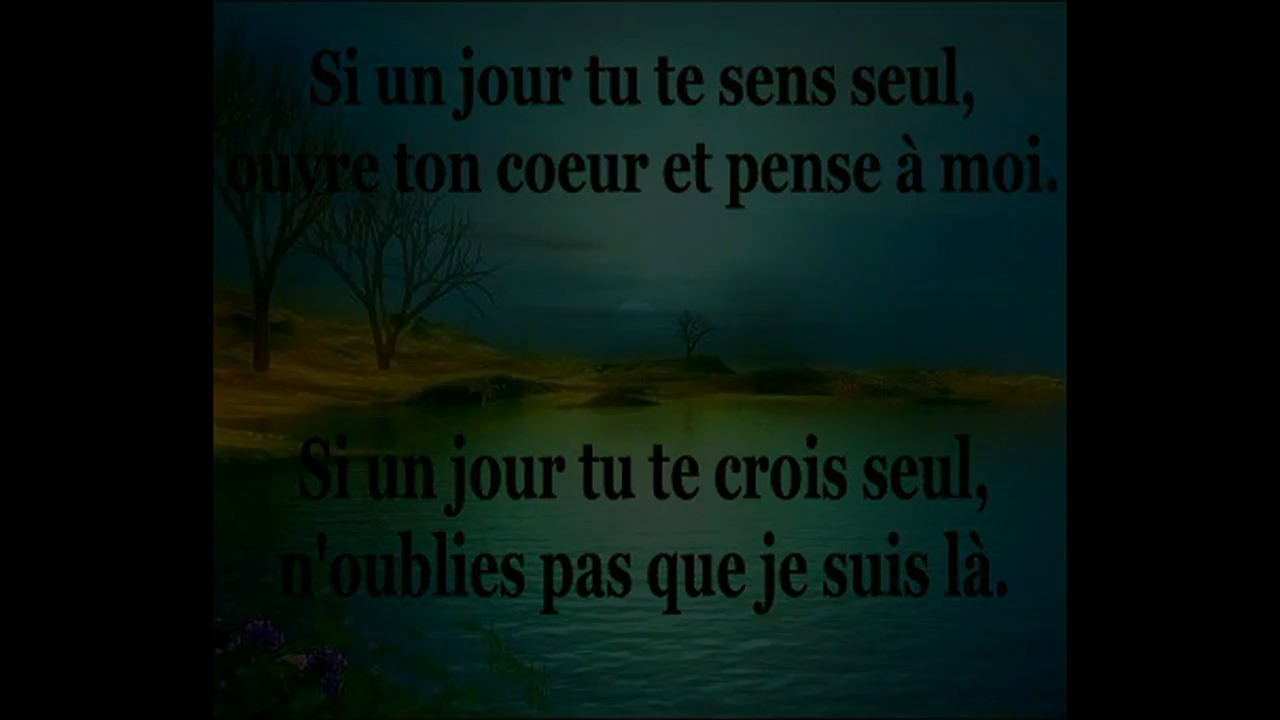 Si un jour tu te sens seul,
ouvre ton coeur et pense à moi.
Si un jour tu te crois seul,
n'oublies pas que je suis là.